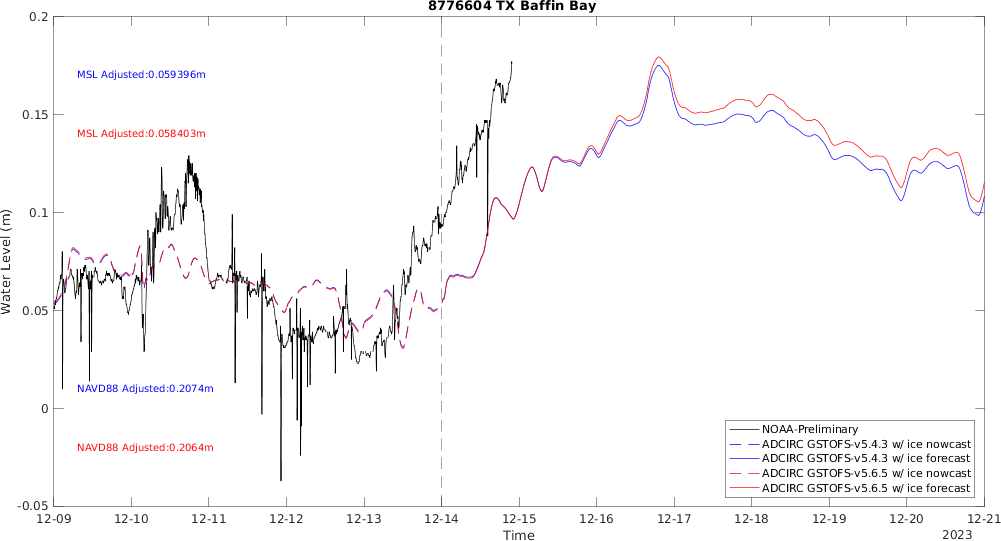 8776604 TX Baffin Bay
0.2
0.15
0.1
0.05
0
-0.05
Water Level (m)
MSL Adjusted:0.059396m
MSL Adjusted:0.058403m
NAVD88 Adjusted:0.2074m
NAVD88 Adjusted:0.2064m
NOAA-Preliminary
ADCIRC GSTOFS-v5.4.3 w/ ice nowcast
ADCIRC GSTOFS-v5.4.3 w/ ice forecast
ADCIRC GSTOFS-v5.6.5 w/ ice nowcast
ADCIRC GSTOFS-v5.6.5 w/ ice forecast
12-09 12-10 12-11 12-12 12-13 12-14 12-15 12-16 12-17 12-18 12-19 12-20 12-21
Time
2023